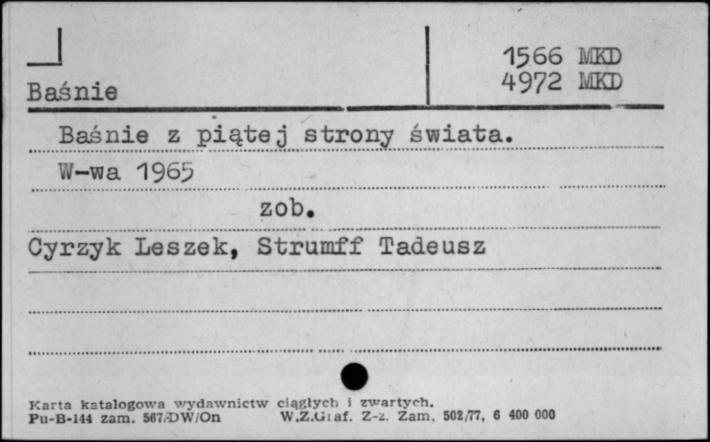 1566 MKD
4972 MKD
Baśnie
Baśnie z piątej strony świata.
W-wa 1965
zob.
Cyrzyk Leszek, Strumff Tadeusz
Karta katalogowa wydawnictw ciągłych i zwartych.
Pu-B-144 zam. 567/DW/On W.Z.Graf. Z-z. Zam. 502/77, 6 400 000